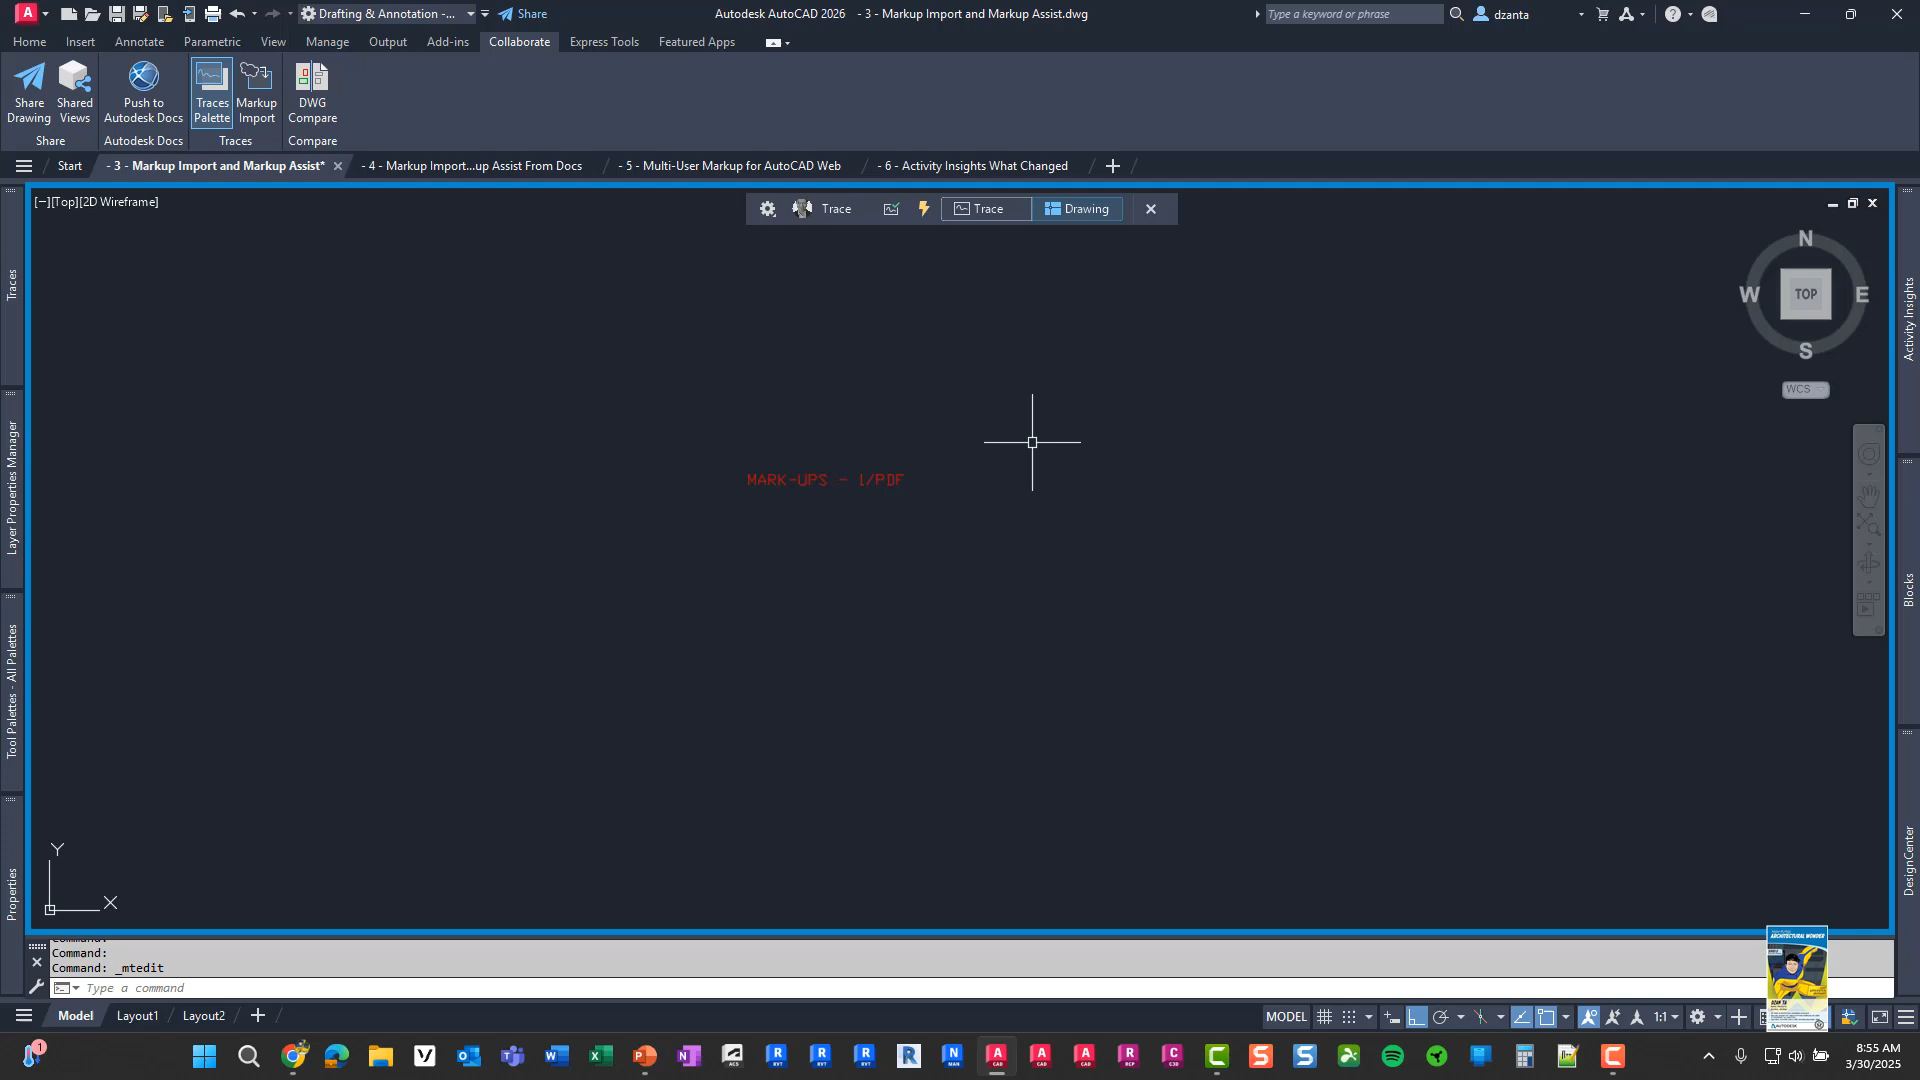 Drafting & Annotation -...
Share
Autodesk AutoCAD 2026 - 3 - Markup Import and Markup Assist.dwg
Type a keyword or phrase
dzanta
Home Insert Annotate Parametric View Manage Output Add-ins Collaborate Express Tools Featured Apps
Share Drawing
Shared Views
Push to Autodesk Docs
Traces Palette
Markup Import
DWG Compare
Share Autodesk Docs Traces Compare
Start
- 3 - Markup Import and Markup Assist*
- 4 - Markup Import...up Assist From Docs
- 5 - Multi-User Markup for AutoCAD Web
- 6 - Activity Insights What Changed
[−][Top][2D Wireframe]
Trace
Trace
Drawing
N
W
TOP
E
S
WCS
Traces
Layer Properties Manager
Tool Palettes - All Palettes
Properties
Activity Insights
Blocks
DesignCenter
MARK-UPS - 1/PDF
Y
X
Command:
Command:
Command: _mtedit
Type a command
ARCHITECTURAL WONDER
AUTODESK
Model
Layout1
Layout2
MODEL
1:1
1
8:55 AM
3/30/2025